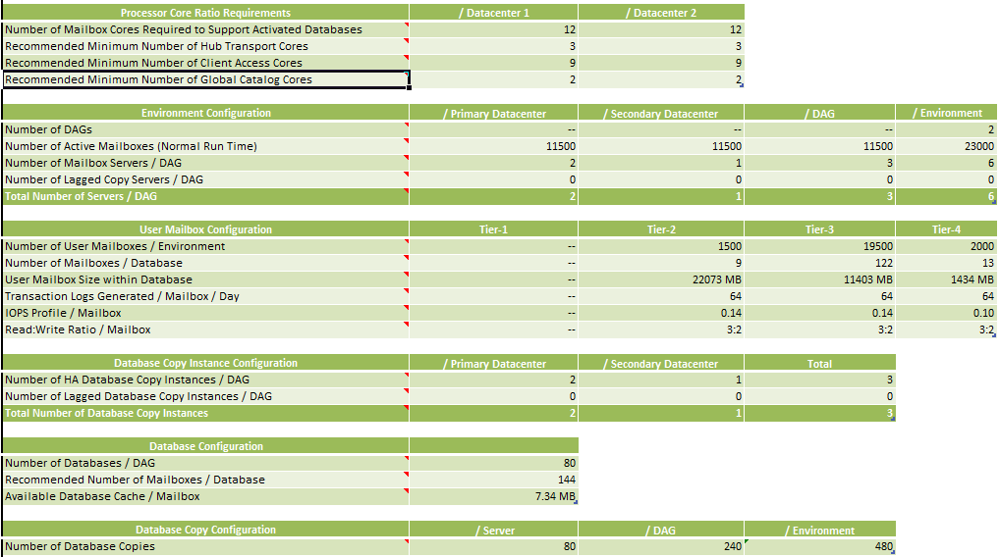 Processor Core Ratio Requirements / Datacenter 1 / Datacenter 2
Number of Mailbox Cores Required to Support Activated Databases 12 12
Recommended Minimum Number of Hub Transport Cores 3 3
Recommended Minimum Number of Client Access Cores 9 9
Recommended Minimum Number of Global Catalog Cores 2 2
Environment Configuration / Primary Datacenter / Secondary Datacenter / DAG / Environment
Number of DAGs -- -- -- 2
Number of Active Mailboxes (Normal Run Time) 11500 11500 11500 23000
Number of Mailbox Servers / DAG 2 1 3 6
Number of Lagged Copy Servers / DAG 0 0 0 0
Total Number of Servers / DAG 2 1 3 6
User Mailbox Configuration Tier-1 Tier-2 Tier-3 Tier-4
Number of User Mailboxes / Environment -- 1500 19500 2000
Number of Mailboxes / Database -- 9 122 13
User Mailbox Size within Database -- 22073 MB 11403 MB 1434 MB
Transaction Logs Generated / Mailbox / Day -- 64 64 64
IOPS Profile / Mailbox -- 0.14 0.14 0.10
Read:Write Ratio / Mailbox -- 3:2 3:2 3:2
Database Copy Instance Configuration / Primary Datacenter / Secondary Datacenter Total
Number of HA Database Copy Instances / DAG 2 1 3
Number of Lagged Database Copy Instances / DAG 0 0 0
Total Number of Database Copy Instances 2 1 3
Database Configuration
Number of Databases / DAG 80
Recommended Number of Mailboxes / Database 144
Available Database Cache / Mailbox 7.34 MB
Database Copy Configuration / Server / DAG / Environment
Number of Database Copies 80 240 480